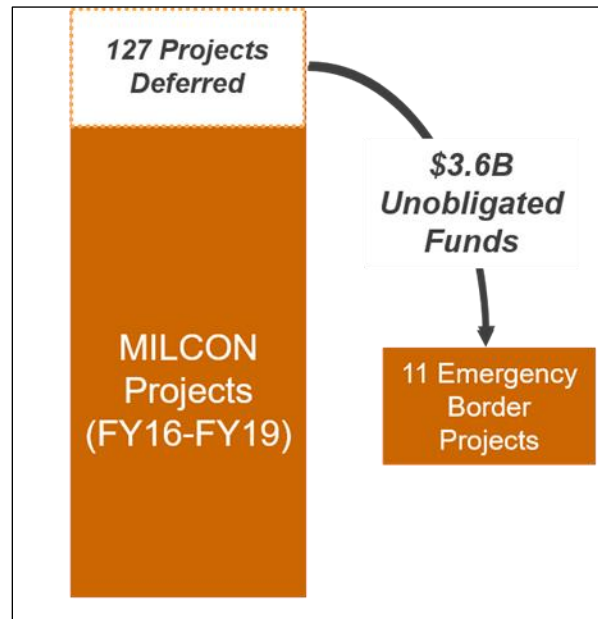 127 Projects
Deferred
$3.6B
Unobligated
Funds
MILCON
Projects
(FY16-FY19)
11 Emergency
Border
Projects